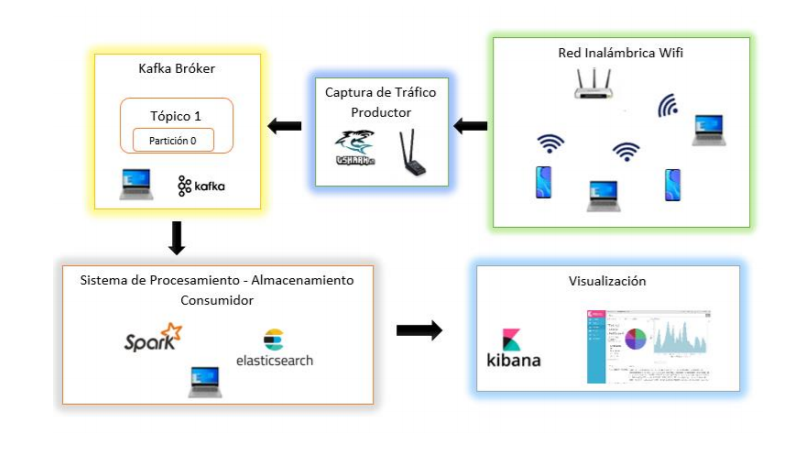 Kafka Bróker
Tópico 1
Partición 0
kafka
Captura de Tráfico
Productor
TSHARK
Red Inalámbrica Wifi
Sistema de Procesamiento - Almacenamiento
Consumidor
Spark
elasticsearch
Visualización
kibana